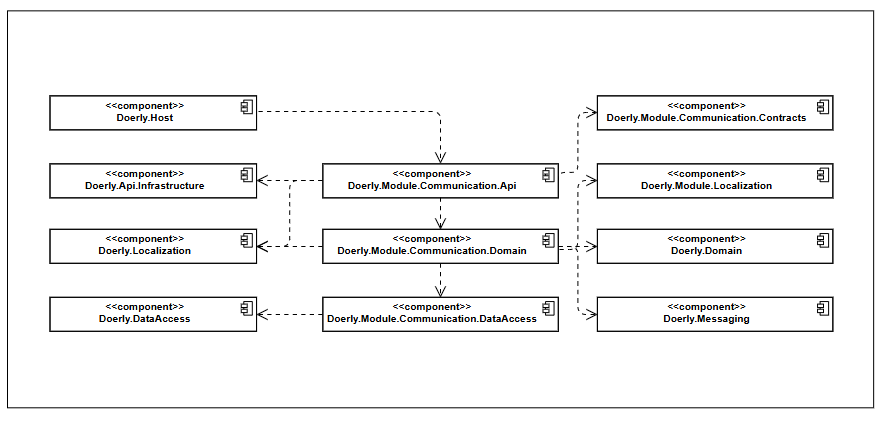 <<component>>
Doerly.Host
<<component>>
Doerly.Module.Communication.Contracts
<<component>>
Doerly.Api.Infrastructure
<<component>>
Doerly.Module.Communication.Api
<<component>>
Doerly.Module.Localization
<<component>>
Doerly.Localization
<<component>>
Doerly.Module.Communication.Domain
<<component>>
Doerly.Domain
<<component>>
Doerly.DataAccess
<<component>>
Doerly.Module.Communication.DataAccess
<<component>>
Doerly.Messaging